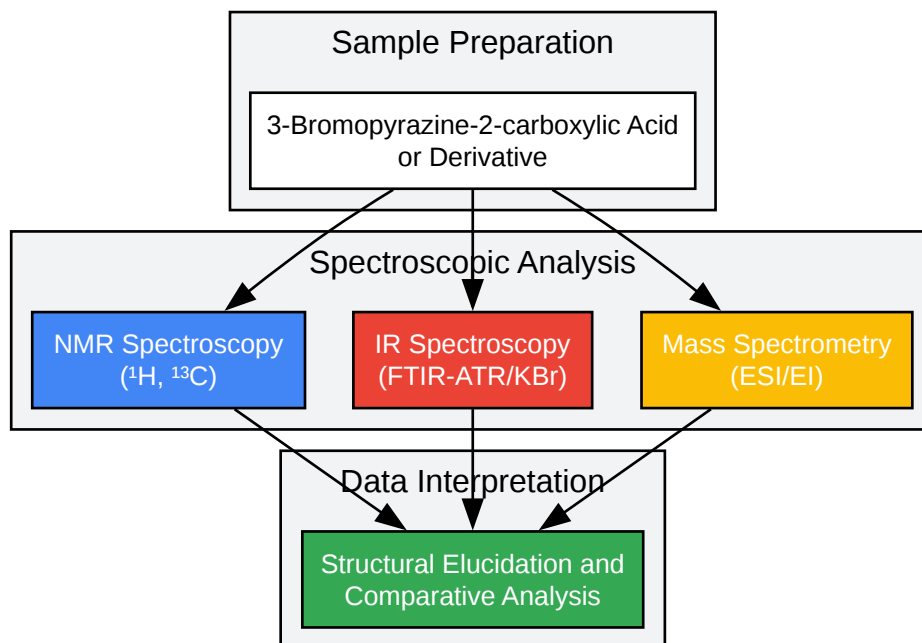 Sample Preparation
3-Bromopyrazine-2-carboxylic Acid
or Derivative
Spectroscopic Analysis
NMR Spectroscopy
(¹H, ¹³C)
IR Spectroscopy
(FTIR-ATR/KBr)
Mass Spectrometry
(ESI/EI)
Data Interpretation
Structural Elucidation and
Comparative Analysis